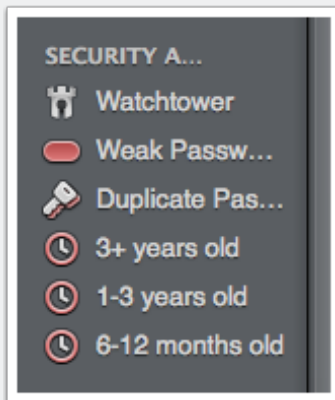 SECURITY A...
Watchtower
Weak Passw...
Duplicate Pas...
3+ years old
1-3 years old
6-12 months old